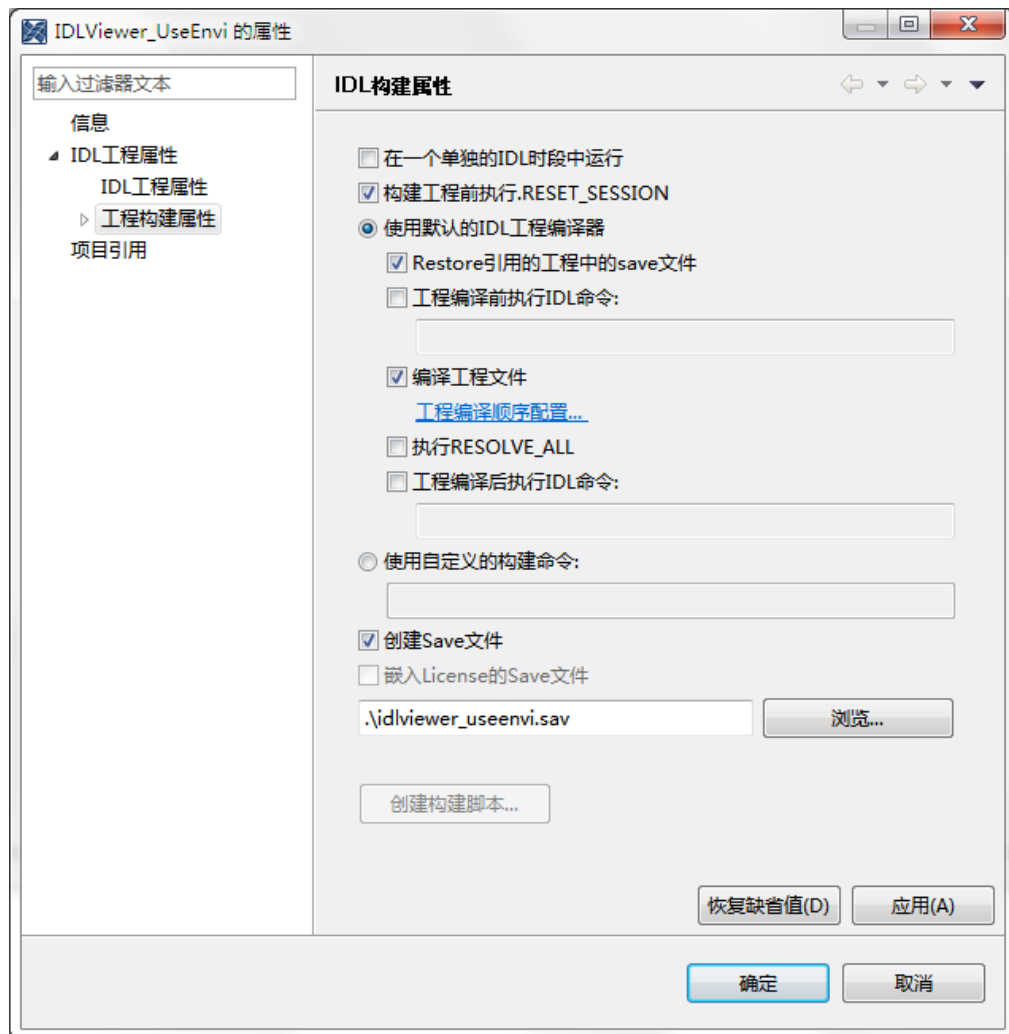 IDLViewer_UseEnvi 的属性
输入过滤器文本
信息
IDL工程属性
IDL工程属性
工程构建属性
项目引用
IDL构建属性
在一个单独的IDL时段中运行
构建工程前执行.RESET_SESSION
使用默认的IDL工程编译器
Restore引用的工程中的save文件
工程编译前执行IDL命令:
编译工程文件
工程编译顺序配置...
执行RESOLVE_ALL
工程编译后执行IDL命令:
使用自定义的构建命令:
创建Save文件
嵌入License的Save文件
.\idlviewer_useenvi.sav
浏览...
创建构建脚本...
恢复缺省值(D)
应用(A)
确定
取消